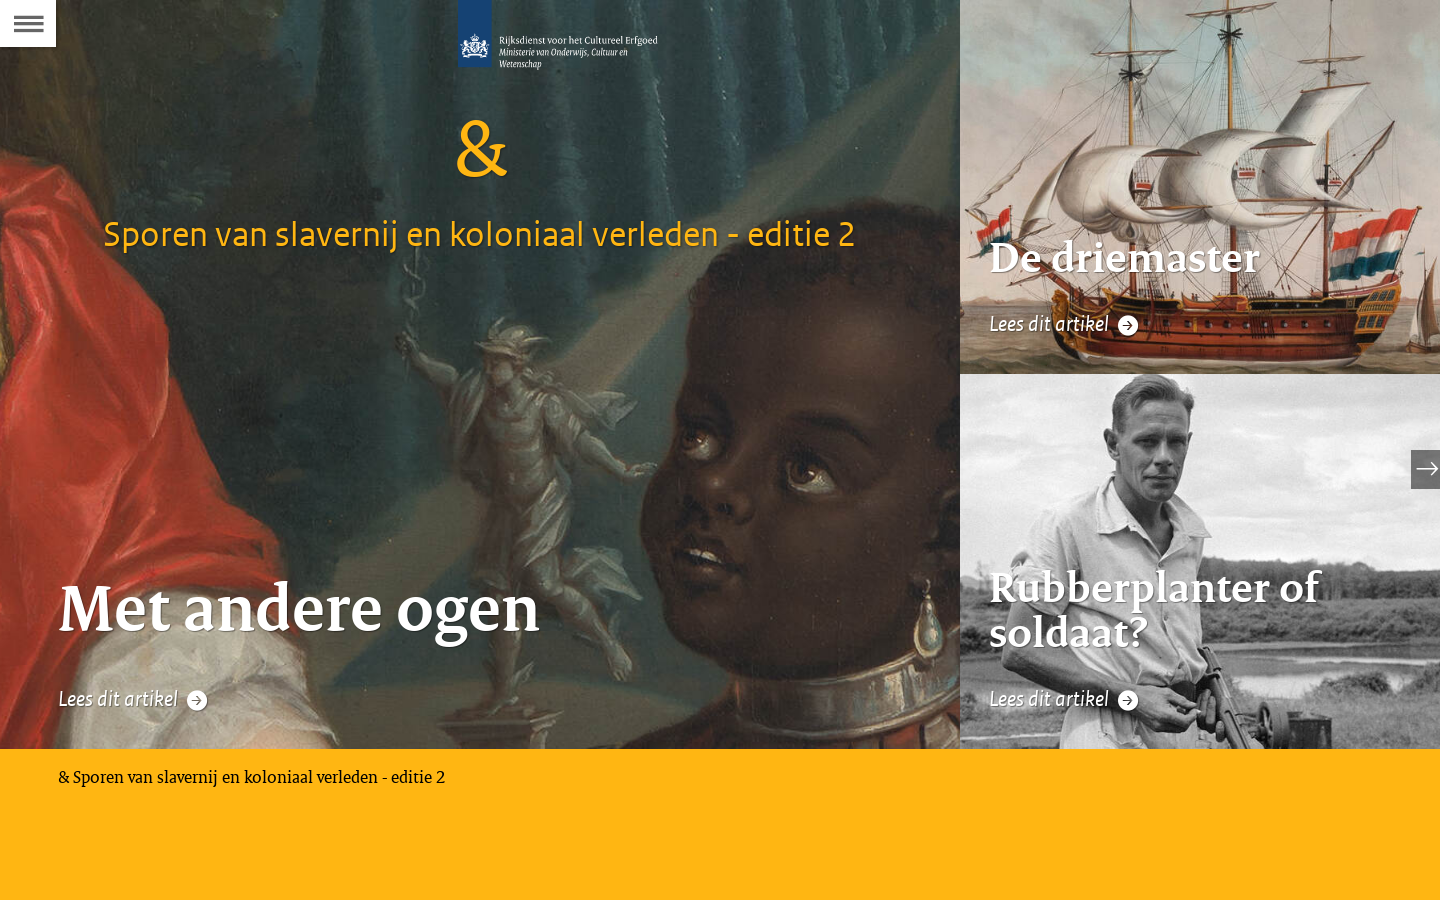 Rijksdienst voor het Cultureel Erfgoed
Ministerie van Onderwijs, Cultuur en
Wetenschap
&
Sporen van slavernij en koloniaal verleden - editie 2
Met andere ogen
Lees dit artikel
De driemaster
Lees dit artikel
Rubberplanter of
soldaat?
Lees dit artikel
& Sporen van slavernij en koloniaal verleden - editie 2